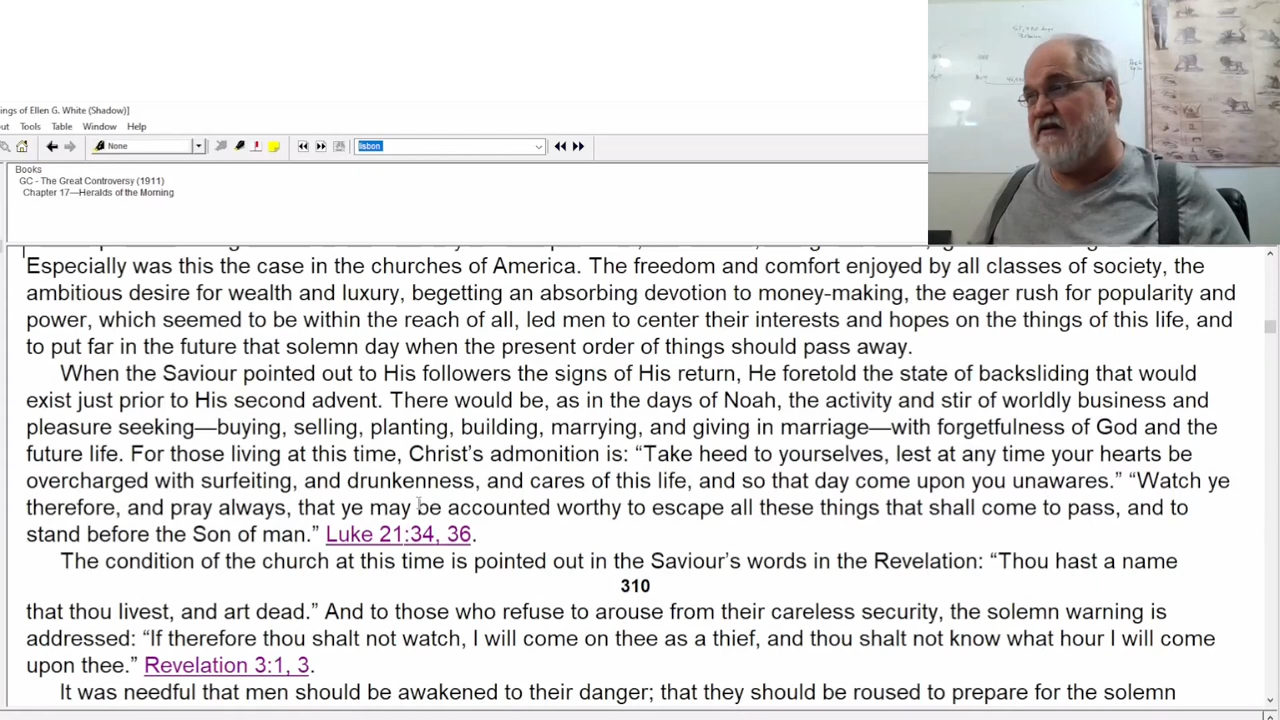 ings of Ellen G. White (Shadow)]
ut Tools Table Window Help
None lisbon
Books
GC - The Great Controversy (1911)
Chapter 17—Heralds of the Morning
Especially was this the case in the churches of America. The freedom and comfort enjoyed by all classes of society, the
ambitious desire for wealth and luxury, begetting an absorbing devotion to money-making, the eager rush for popularity and
power, which seemed to be within the reach of all, led men to center their interests and hopes on the things of this life, and
to put far in the future that solemn day when the present order of things should pass away.
When the Saviour pointed out to His followers the signs of His return, He foretold the state of backsliding that would
exist just prior to His second advent. There would be, as in the days of Noah, the activity and stir of worldly business and
pleasure seeking—buying, selling, planting, building, marrying, and giving in marriage—with forgetfulness of God and the
future life. For those living at this time, Christ's admonition is: “Take heed to yourselves, lest at any time your hearts be
overcharged with surfeiting, and drunkenness, and cares of this life, and so that day come upon you unawares.” “Watch ye
therefore, and pray always, that ye may be accounted worthy to escape all these things that shall come to pass, and to
stand before the Son of man.” Luke 21:34, 36.
The condition of the church at this time is pointed out in the Saviour's words in the Revelation: “Thou hast a name
310
that thou livest, and art dead.” And to those who refuse to arouse from their careless security, the solemn warning is
addressed: “If therefore thou shalt not watch, I will come on thee as a thief, and thou shalt not know what hour I will come
upon thee.” Revelation 3:1, 3.
It was needful that men should be awakened to their danger; that they should be roused to prepare for the solemn